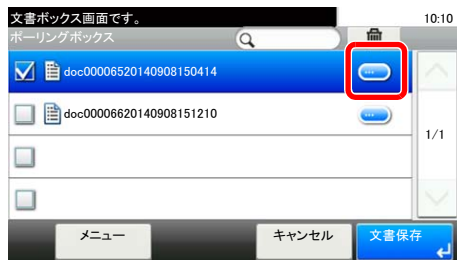 文書ボックス画面です。
10:10
ポーリングボックス
doc00006520140908150414
doc00006620140908151210
1/1
メニュー
キャンセル
文書保存